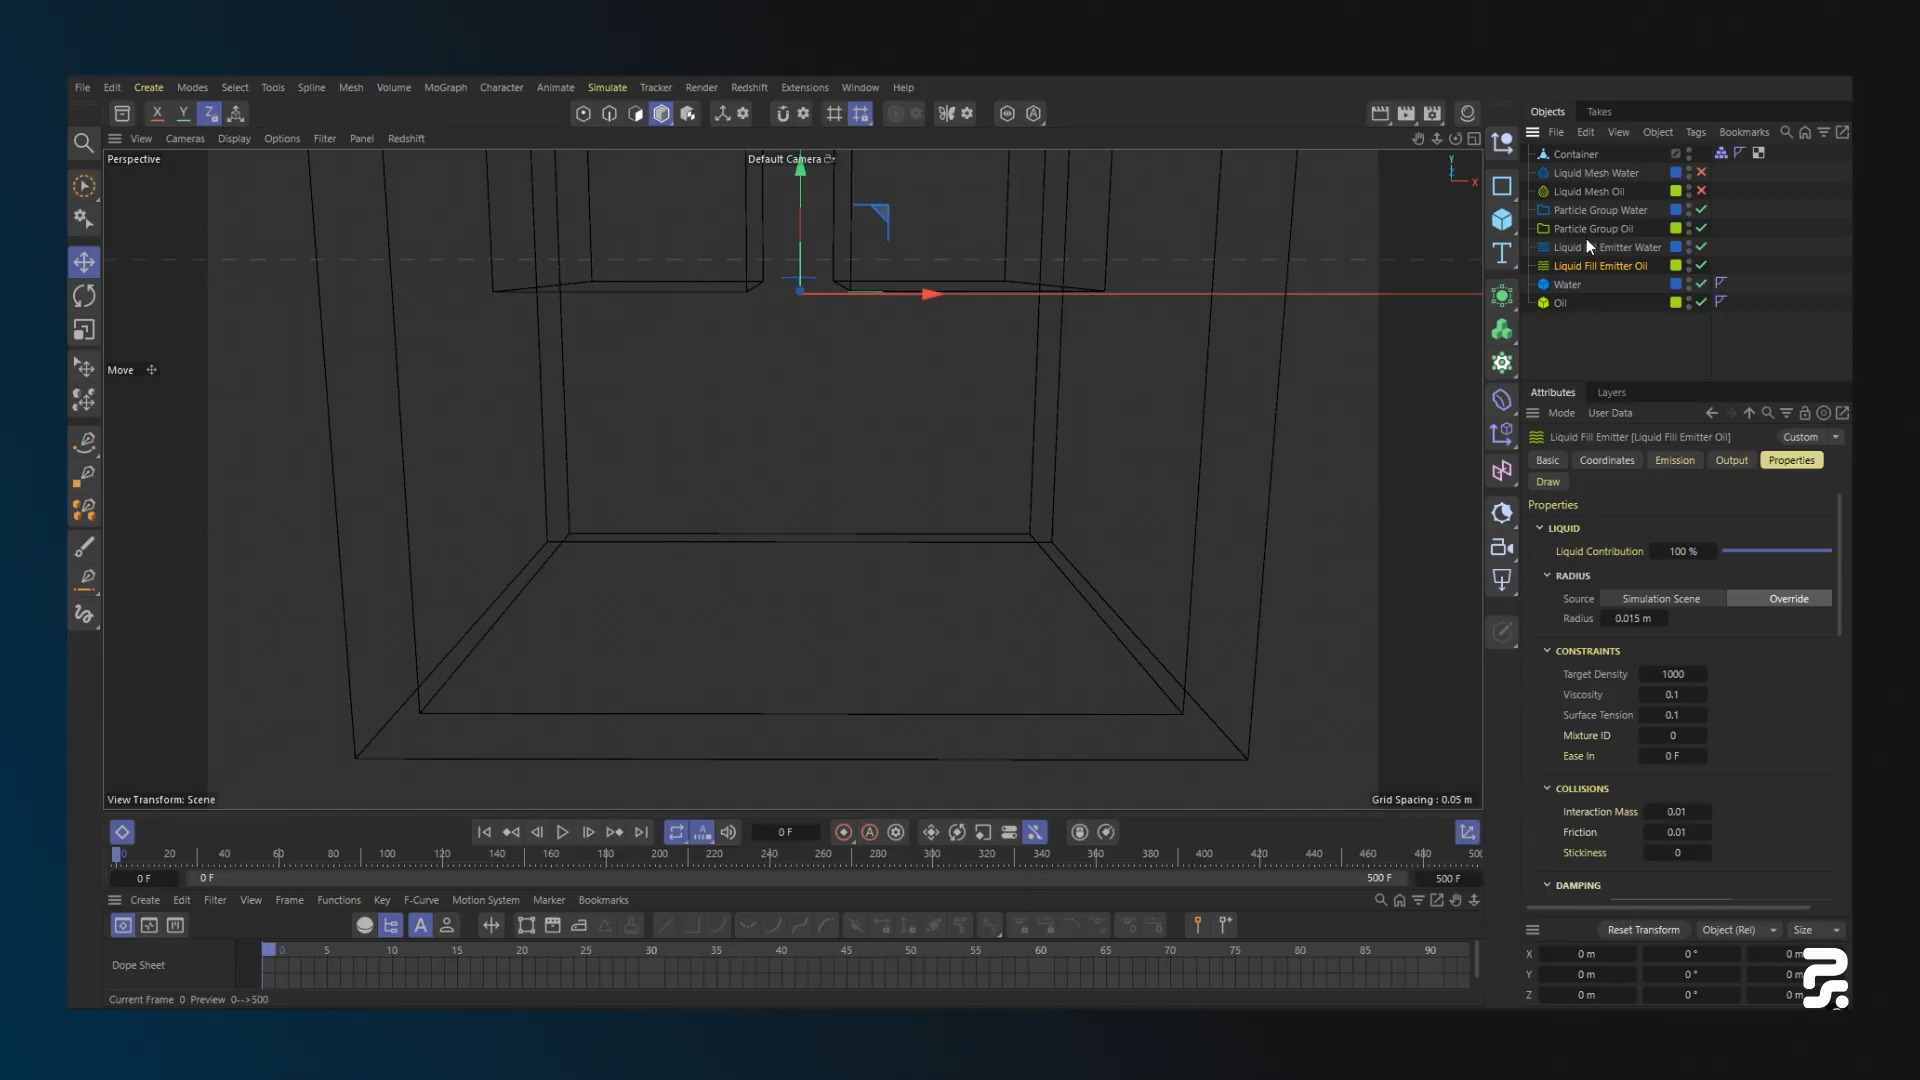 File Edit Create Modes Select Tools Spline Mesh Volume MoGraph Character Animate Simulate Tracker Render Redshift Extensions Window Help
X Y Z
View Cameras Display Options Filter Panel Redshift
Perspective
Default Camera
Y
Z
X
Move
View Transform: Scene
Grid Spacing : 0.05 m
Objects Takes
File Edit View Object Tags Bookmarks
Container
Liquid Mesh Water
Liquid Mesh Oil
Particle Group Water
Particle Group Oil
Liquid Fill Emitter Water
Liquid Fill Emitter Oil
Water
Oil
Attributes Layers
Mode User Data
Liquid Fill Emitter [Liquid Fill Emitter Oil] Custom
Basic Coordinates Emission Output Properties
Draw
Properties
LIQUID
Liquid Contribution 100 %
RADIUS
Source Simulation Scene Override
Radius 0.015 m
CONSTRAINTS
Target Density 1000
Viscosity 0.1
Surface Tension 0.1
Mixture ID 0
Ease In 0 F
COLLISIONS
Interaction Mass 0.01
Friction 0.01
Stickiness 0
DAMPING
Reset Transform Object (Rel) Size
X 0 m 0 ° 0 m
Y 0 m 0 ° 0 m
Z 0 m 0 ° 0 m
0 F
0 20 40 60 80 100 120 140 160 180 200 220 240 260 280 300 320 340 360 380 400 420 440 460 480 500
0 F 0 F 500 F 500 F
Create Edit Filter View Frame Functions Key F-Curve Motion System Marker Bookmarks
0 5 10 15 20 25 30 35 40 45 50 55 60 65 70 75 80 85 90
Dope Sheet
Current Frame 0 Preview 0-->500